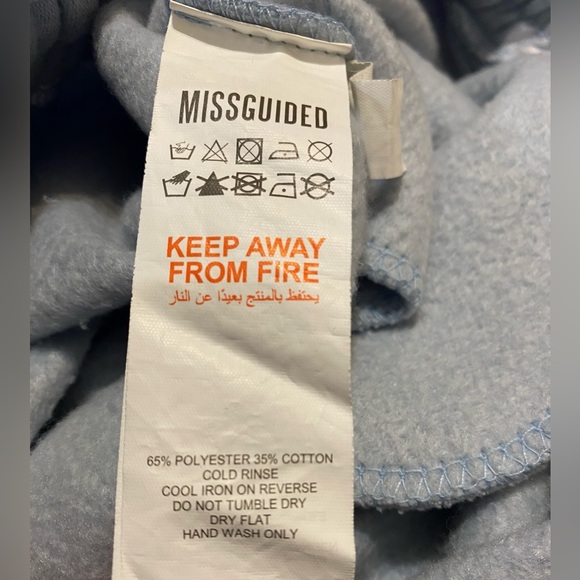 MISSGUIDED
KEEP AWAY
FROM FIRE
يحتفظ بالمنتج بعيدًا عن النار
65% POLYESTER 35% COTTON
COLD RINSE
COOL IRON ON REVERSE
DO NOT TUMBLE DRY
DRY FLAT
HAND WASH ONLY